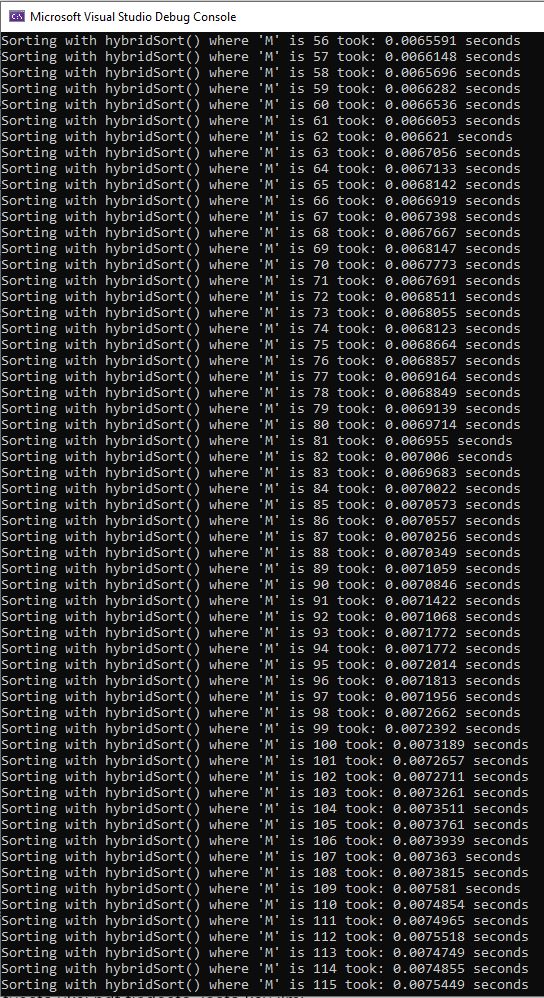 Microsoft Visual Studio Debug Console
Sorting with hybridSort() where 'M' is 56 took: 0.0065591 seconds
Sorting with hybridSort() where 'M' is 57 took: 0.0066148 seconds
Sorting with hybridSort() where 'M' is 58 took: 0.0065696 seconds
Sorting with hybridSort() where 'M' is 59 took: 0.0066282 seconds
Sorting with hybridSort() where 'M' is 60 took: 0.0066536 seconds
Sorting with hybridSort() where 'M' is 61 took: 0.0066053 seconds
Sorting with hybridSort() where 'M' is 62 took: 0.006621 seconds
Sorting with hybridSort() where 'M' is 63 took: 0.0067056 seconds
Sorting with hybridSort() where 'M' is 64 took: 0.0067133 seconds
Sorting with hybridSort() where 'M' is 65 took: 0.0068142 seconds
Sorting with hybridSort() where 'M' is 66 took: 0.0066919 seconds
Sorting with hybridSort() where 'M' is 67 took: 0.0067398 seconds
Sorting with hybridSort() where 'M' is 68 took: 0.0067667 seconds
Sorting with hybridSort() where 'M' is 69 took: 0.0068147 seconds
Sorting with hybridSort() where 'M' is 70 took: 0.0067773 seconds
Sorting with hybridSort() where 'M' is 71 took: 0.0067691 seconds
Sorting with hybridSort() where 'M' is 72 took: 0.0068511 seconds
Sorting with hybridSort() where 'M' is 73 took: 0.0068055 seconds
Sorting with hybridSort() where 'M' is 74 took: 0.0068123 seconds
Sorting with hybridSort() where 'M' is 75 took: 0.0068664 seconds
Sorting with hybridSort() where 'M' is 76 took: 0.0068857 seconds
Sorting with hybridSort() where 'M' is 77 took: 0.0069164 seconds
Sorting with hybridSort() where 'M' is 78 took: 0.0068849 seconds
Sorting with hybridSort() where 'M' is 79 took: 0.0069139 seconds
Sorting with hybridSort() where 'M' is 80 took: 0.0069714 seconds
Sorting with hybridSort() where 'M' is 81 took: 0.006955 seconds
Sorting with hybridSort() where 'M' is 82 took: 0.007006 seconds
Sorting with hybridSort() where 'M' is 83 took: 0.0069683 seconds
Sorting with hybridSort() where 'M' is 84 took: 0.0070022 seconds
Sorting with hybridSort() where 'M' is 85 took: 0.0070573 seconds
Sorting with hybridSort() where 'M' is 86 took: 0.0070557 seconds
Sorting with hybridSort() where 'M' is 87 took: 0.0070256 seconds
Sorting with hybridSort() where 'M' is 88 took: 0.0070349 seconds
Sorting with hybridSort() where 'M' is 89 took: 0.0071059 seconds
Sorting with hybridSort() where 'M' is 90 took: 0.0070846 seconds
Sorting with hybridSort() where 'M' is 91 took: 0.0071422 seconds
Sorting with hybridSort() where 'M' is 92 took: 0.0071068 seconds
Sorting with hybridSort() where 'M' is 93 took: 0.0071772 seconds
Sorting with hybridSort() where 'M' is 94 took: 0.0071772 seconds
Sorting with hybridSort() where 'M' is 95 took: 0.0072014 seconds
Sorting with hybridSort() where 'M' is 96 took: 0.0071813 seconds
Sorting with hybridSort() where 'M' is 97 took: 0.0071956 seconds
Sorting with hybridSort() where 'M' is 98 took: 0.0072662 seconds
Sorting with hybridSort() where 'M' is 99 took: 0.0072392 seconds
Sorting with hybridSort() where 'M' is 100 took: 0.0073189 seconds
Sorting with hybridSort() where 'M' is 101 took: 0.0072657 seconds
Sorting with hybridSort() where 'M' is 102 took: 0.0072711 seconds
Sorting with hybridSort() where 'M' is 103 took: 0.0073261 seconds
Sorting with hybridSort() where 'M' is 104 took: 0.0073511 seconds
Sorting with hybridSort() where 'M' is 105 took: 0.0073761 seconds
Sorting with hybridSort() where 'M' is 106 took: 0.0073939 seconds
Sorting with hybridSort() where 'M' is 107 took: 0.007363 seconds
Sorting with hybridSort() where 'M' is 108 took: 0.0073815 seconds
Sorting with hybridSort() where 'M' is 109 took: 0.007581 seconds
Sorting with hybridSort() where 'M' is 110 took: 0.0074854 seconds
Sorting with hybridSort() where 'M' is 111 took: 0.0074965 seconds
Sorting with hybridSort() where 'M' is 112 took: 0.0075518 seconds
Sorting with hybridSort() where 'M' is 113 took: 0.0074749 seconds
Sorting with hybridSort() where 'M' is 114 took: 0.0074855 seconds
Sorting with hybridSort() where 'M' is 115 took: 0.0075449 seconds